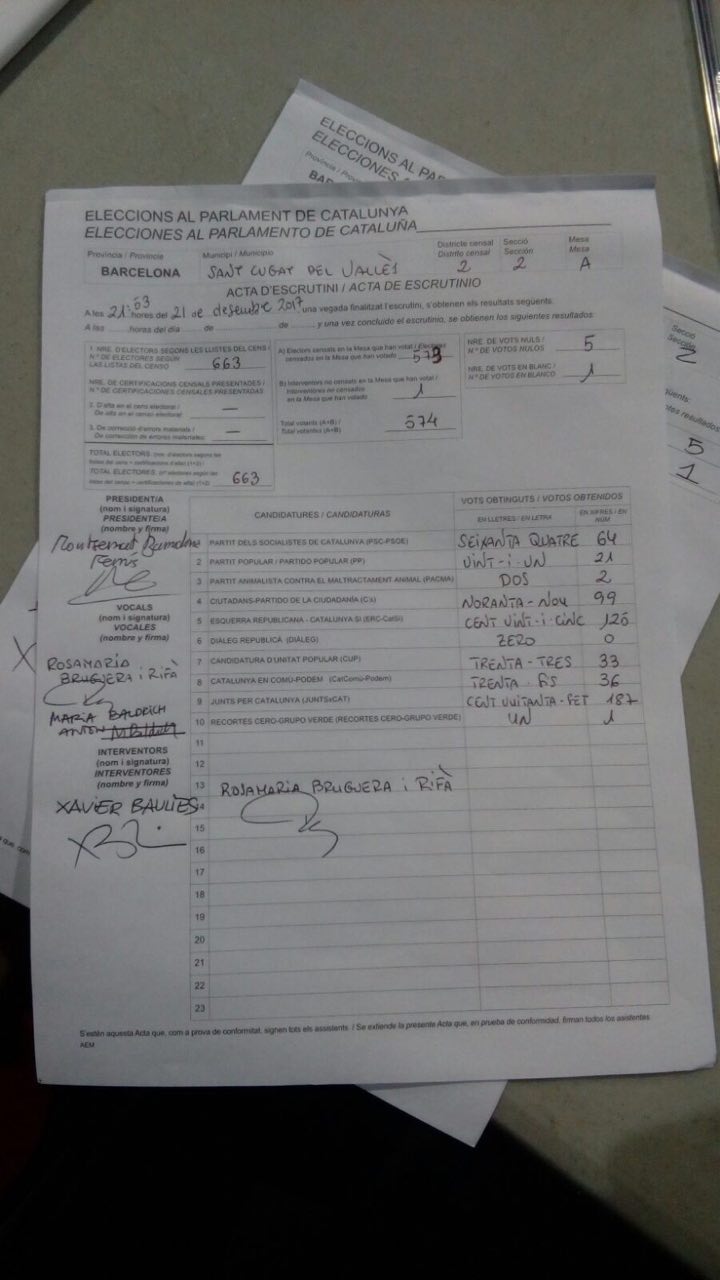 ELECCIONS AL PARL
ELECCIONES AL PAR
Província / Prov
BAR
ELECCIONS AL PARLAMENT DE CATALUNYA
ELECCIONES AL PARLAMENTO DE CATALUÑA
Província / Provincia Municipi / Municipio Districte censal Secció Mesa
Distrito censal Sección Mesa
BARCELONA SANT CUGAT DEL VALLÈS 2 2 A
ACTA D'ESCRUTINI / ACTA DE ESCRUTINIO
A les 21:53 hores del 21 de desembre 2017 una vegada finalitzat l'escrutini, s'obtenen els resultats següents:
A las horas del día de de y una vez concluido el escrutinio, se obtienen los siguientes resultados:
1. NRE. D'ELECTORS SEGONS LES LLISTES DEL CENS /
N.º DE ELECTORES SEGÚN
LAS LISTAS DEL CENSO 663
NRE. DE CERTIFICACIONS CENSALS PRESENTADES /
N.º DE CERTIFICACIONES CENSALES PRESENTADAS
2. D'alta en el cens electoral /
De alta en el censo electoral: —
3. De correcció d'errors materials /
De corrección de errores materiales: —
TOTAL ELECTORS (nre. d'electors segons les
llistes del cens + certificacions d'alta) (1+2) /
TOTAL ELECTORES (nº electores según las
listas del censo + certificaciones de alta) (1+2) 663
A) Electors censats en la Mesa que han votat / Electores
censados en la Mesa que han votado 573
B) Interventors no censats en la Mesa que han votat /
Interventores no censados
en la Mesa que han votado 1
Total votants (A+B) /
Total votantes (A+B) 574
NRE. DE VOTS NULS /
N.º DE VOTOS NULOS 5
NRE. DE VOTS EN BLANC /
N.º DE VOTOS EN BLANCO 1
PRESIDENT/A
(nom i signatura)
PRESIDENTE/A
(nombre y firma)
Montserrat
VOCALS
(nom i signatura)
VOCALES
(nombre y firma)
ROSAMARIA
BRUGUERA i RIFÀ
MARIA BALDRICH
ANTON
INTERVENTORS
(nom i signatura)
INTERVENTORES
(nombre y firma)
XAVIER BAULIES
CANDIDATURES / CANDIDATURAS VOTS OBTINGUTS / VOTOS OBTENIDOS
EN LLETRES / EN LETRA EN XIFRES / EN NÚM
1 PARTIT DELS SOCIALISTES DE CATALUNYA (PSC-PSOE) SEIXANTA QUATRE 64
2 PARTIT POPULAR / PARTIDO POPULAR (PP) VINT-I-UN 21
3 PARTIT ANIMALISTA CONTRA EL MALTRACTAMENT ANIMAL (PACMA) DOS 2
4 CIUTADANS-PARTIDO DE LA CIUDADANÍA (C's) NORANTA-NOU 99
5 ESQUERRA REPUBLICANA - CATALUNYA SÍ (ERC-CatSí) CENT VINT-I-CINC 125
6 DIÀLEG REPUBLICÀ (DIÀLEG) ZERO 0
7 CANDIDATURA D'UNITAT POPULAR (CUP) TRENTA-TRES 33
8 CATALUNYA EN COMÚ-PODEM (CatComú-Podem) TRENTA-SIS 36
9 JUNTS PER CATALUNYA (JUNTSxCAT) CENT VUITANTA-SET 187
10 RECORTES CERO-GRUPO VERDE (RECORTES CERO-GRUPO VERDE) UN 1
11
12
13 ROSAMARIA BRUGUERA i RIFÀ
14
15
16
17
18
19
20
21
22
23
S'estén aquesta Acta que, com a prova de conformitat, signen tots els assistents. / Se extiende la presente Acta que, en prueba de conformidad, firman todos los asistentes.
AEM
Secció
Sección
2
güents:
ntes resultados
5
1